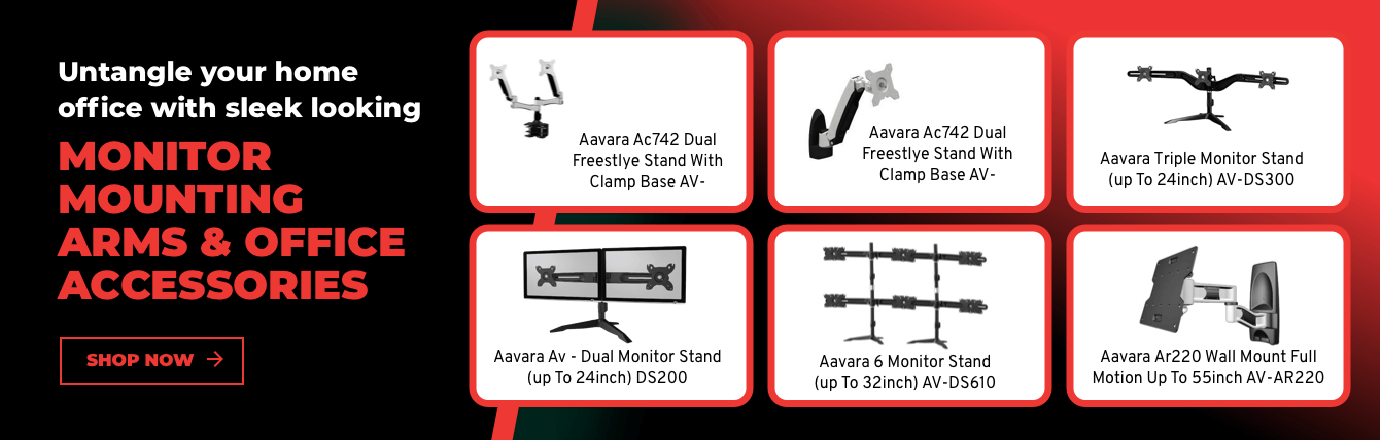 Untangle your home
office with sleek looking
MONITOR
MOUNTING
ARMS & OFFICE
ACCESSORIES
SHOP NOW
Aavara Ac742 Dual
Freestlye Stand With
Clamp Base AV-
Aavara Ac742 Dual
Freestlye Stand With
Clamp Base AV-
Aavara Triple Monitor Stand
(up To 24inch) AV-DS300
Aavara Av - Dual Monitor Stand
(up To 24inch) DS200
Aavara 6 Monitor Stand
(up To 32inch) AV-DS610
Aavara Ar220 Wall Mount Full
Motion Up To 55inch AV-AR220